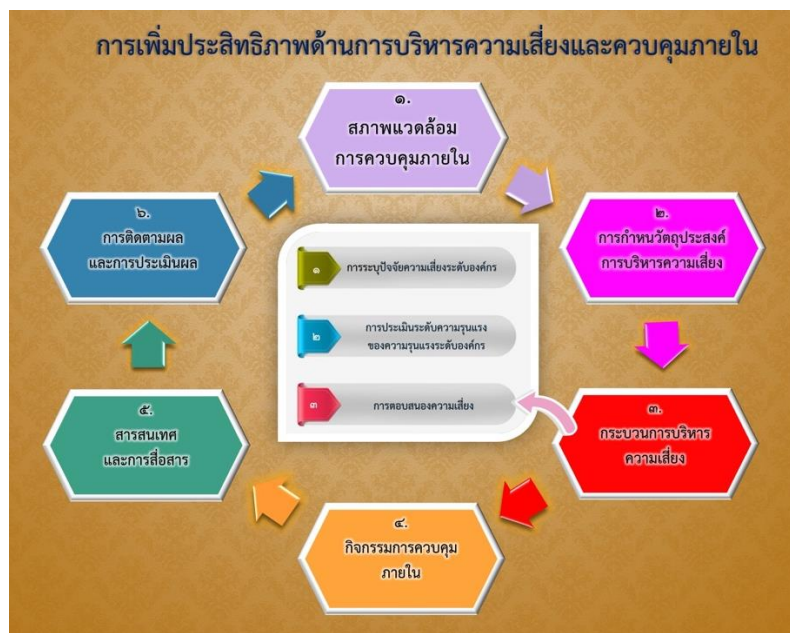 การเพิ่มประสิทธิภาพด้านการบริหารความเสี่ยงและควบคุมภายใน
๑.
สภาพแวดล้อม
การควบคุมภายใน
๒.
การกำหนวัตถุประสงค์
การบริหารความเสี่ยง
๓.
กระบวนการบริหาร
ความเสี่ยง
๑
การระบุปัจจัยความเสี่ยงระดับองค์กร
๒
การประเมินระดับความรุนแรง
ของความรุนแรงระดับองค์กร
๓
การตอบสนองความเสี่ยง
๔.
กิจกรรมการควบคุม
ภายใน
๕.
สารสนเทศ
และการสื่อสาร
๖.
การติดตามผล
และการประเมินผล